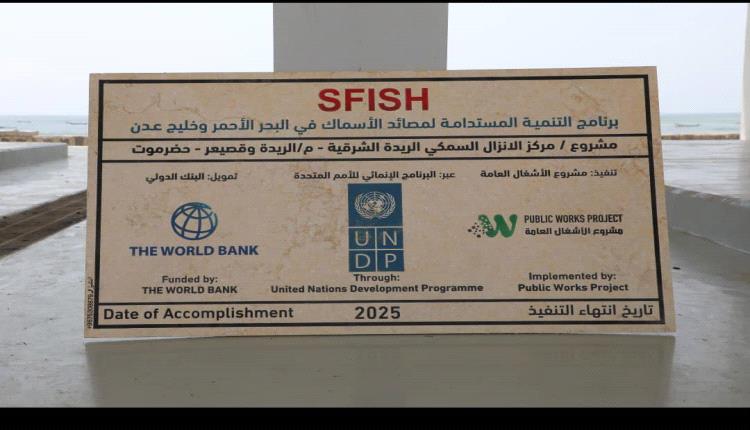 SFISH
برنامج التنمية المستدامة لمصائد الأسماك في البحر الأحمر وخليج عدن
مشروع / مركز الانزال السمكي الريدة الشرقية - م/الريدة وقصيعر - حضرموت
تنفيذ: مشروع الأشغال العامة
عبر: البرنامج الإنمائي للأمم المتحدة
تمويل: البنك الدولي
THE WORLD BANK
U N
D P
PUBLIC WORKS PROJECT
مشروع الأشغال العامة
Funded by:
THE WORLD BANK
Through:
United Nations Development Programme
Implemented by:
Public Works Project
Date of Accomplishment 2025 تاريخ انتهاء التنفيذ